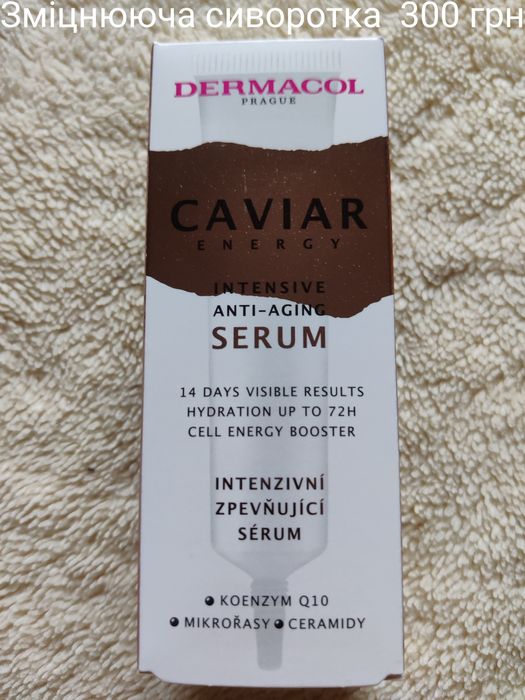 Зміцнююча сиворотка 300 грн
DERMACOL
PRAGUE
CAVIAR
ENERGY
INTENSIVE
ANTI-AGING
SERUM
14 DAYS VISIBLE RESULTS
HYDRATION UP TO 72H
CELL ENERGY BOOSTER
INTENZIVNÍ
ZPEVŇUJÍCÍ
SÉRUM
KOENZYM Q10
MIKROŘASY CERAMIDY